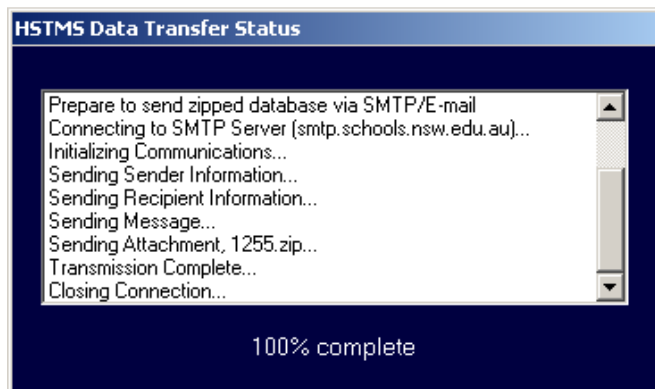 HSTMS Data Transfer Status
Prepare to send zipped database via SMTP/E-mail
Connecting to SMTP Server (smtp.schools.nsw.edu.au)...
Initializing Communications...
Sending Sender Information...
Sending Recipient Information...
Sending Message...
Sending Attachment, 1255.zip...
Transmission Complete...
Closing Connection...
100% complete